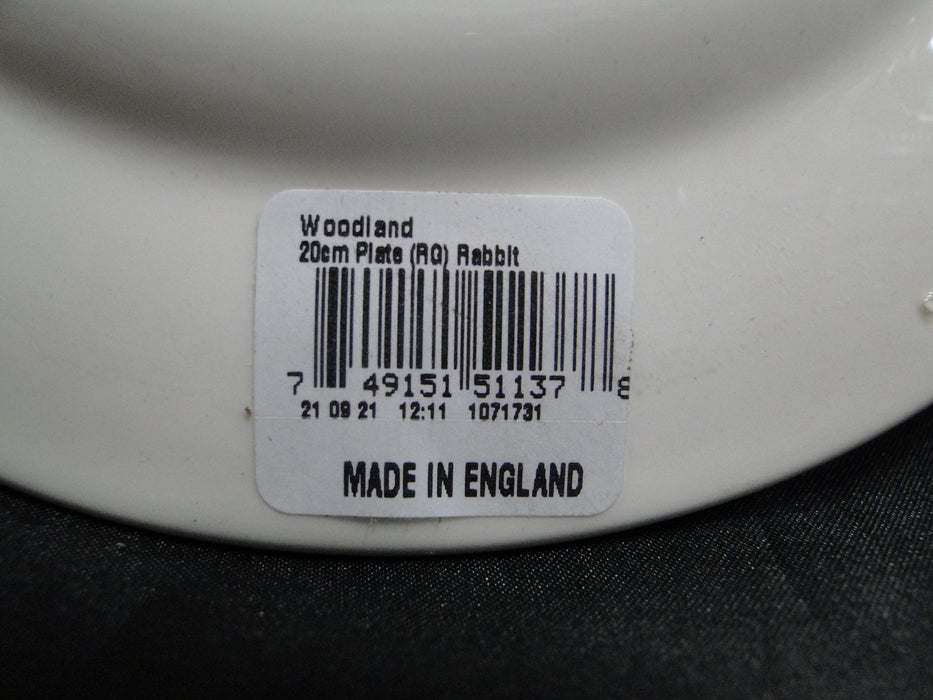 Woodland
20cm Plate (RG) Rabbit
7 49151 51137 8
21 09 21 12:11 1071731
MADE IN ENGLAND